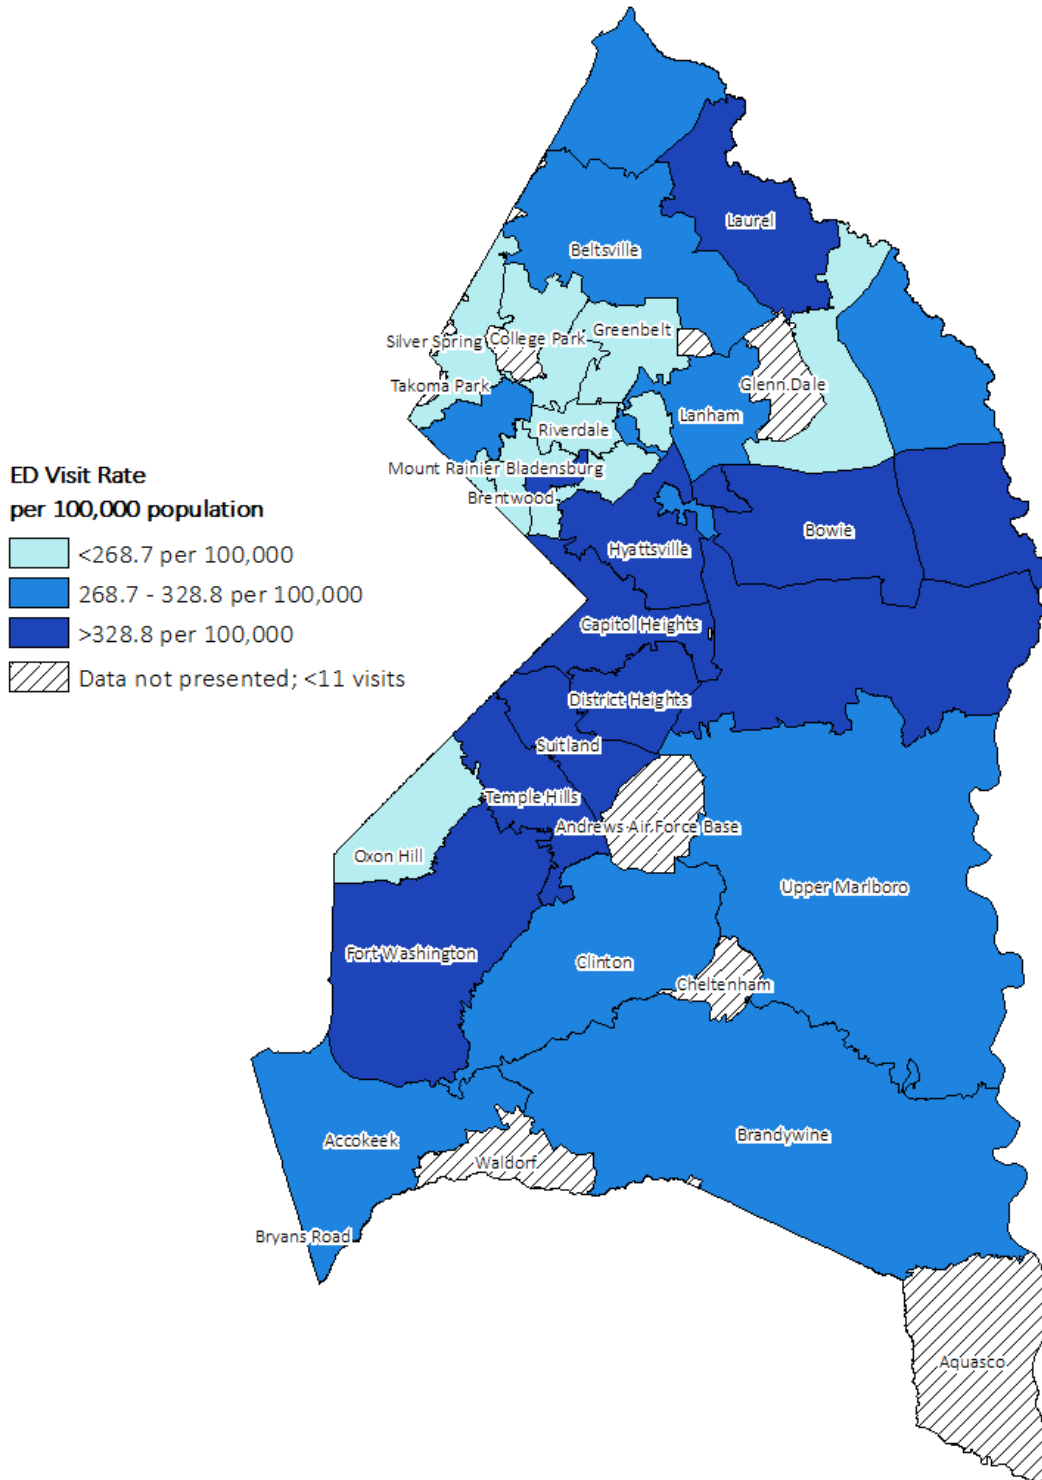 Laurel
Beltsville
Greenbelt
Silver Spring
College Park
Takoma Park
Glenn Dale
Lanham
Riverdale
Mount Rainier
Bladensburg
Brentwood
ED Visit Rate
per 100,000 population
<268.7 per 100,000
268.7 - 328.8 per 100,000
>328.8 per 100,000
Data not presented; <11 visits
Bowie
Hyattsville
Capitol Heights
District Heights
Suitland
Temple Hills
Andrews Air Force Base
Oxon Hill
Upper Marlboro
Fort Washington
Clinton
Cheltenham
Accokeek
Brandywine
Waldorf
Bryans Road
Aquasco